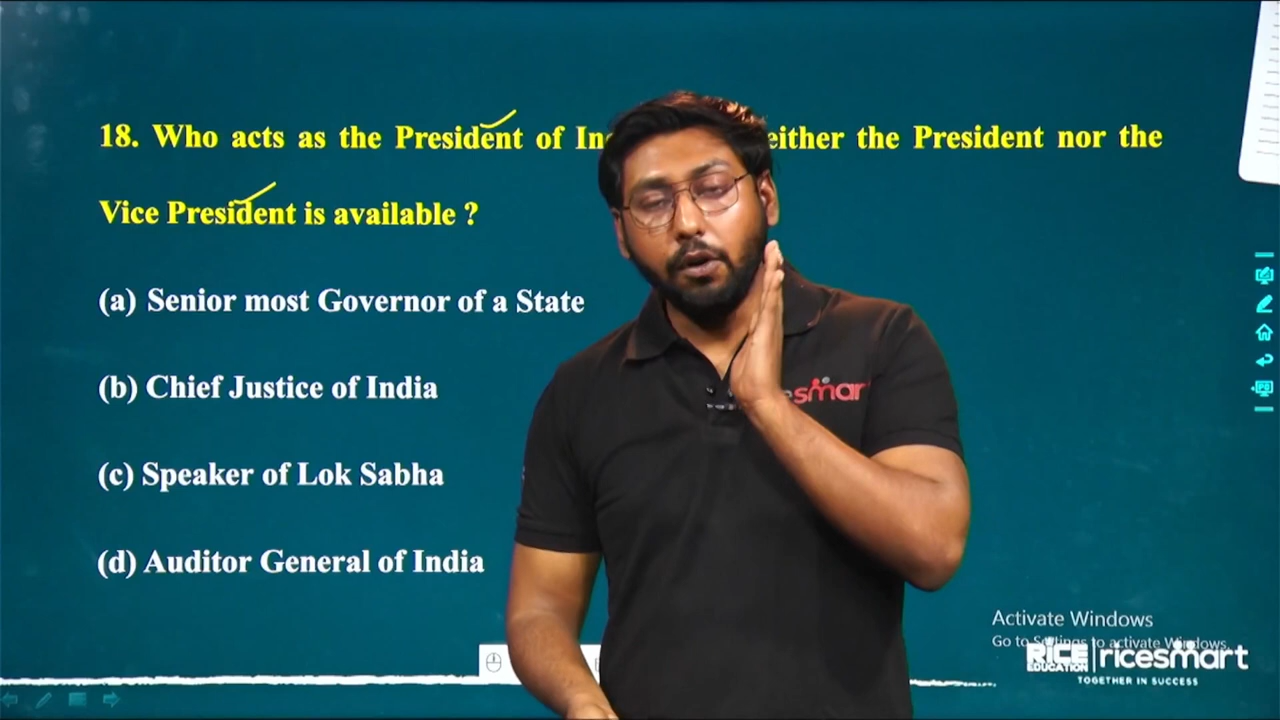 18. Who acts as the President of In either the President nor the
Vice President is available ?
(a) Senior most Governor of a State
(b) Chief Justice of India
(c) Speaker of Lok Sabha
(d) Auditor General of India
smar
Activate Windows
Go to Settings to activate Windows.
RICE EDUCATION ricesmart
TOGETHER IN SUCCESS